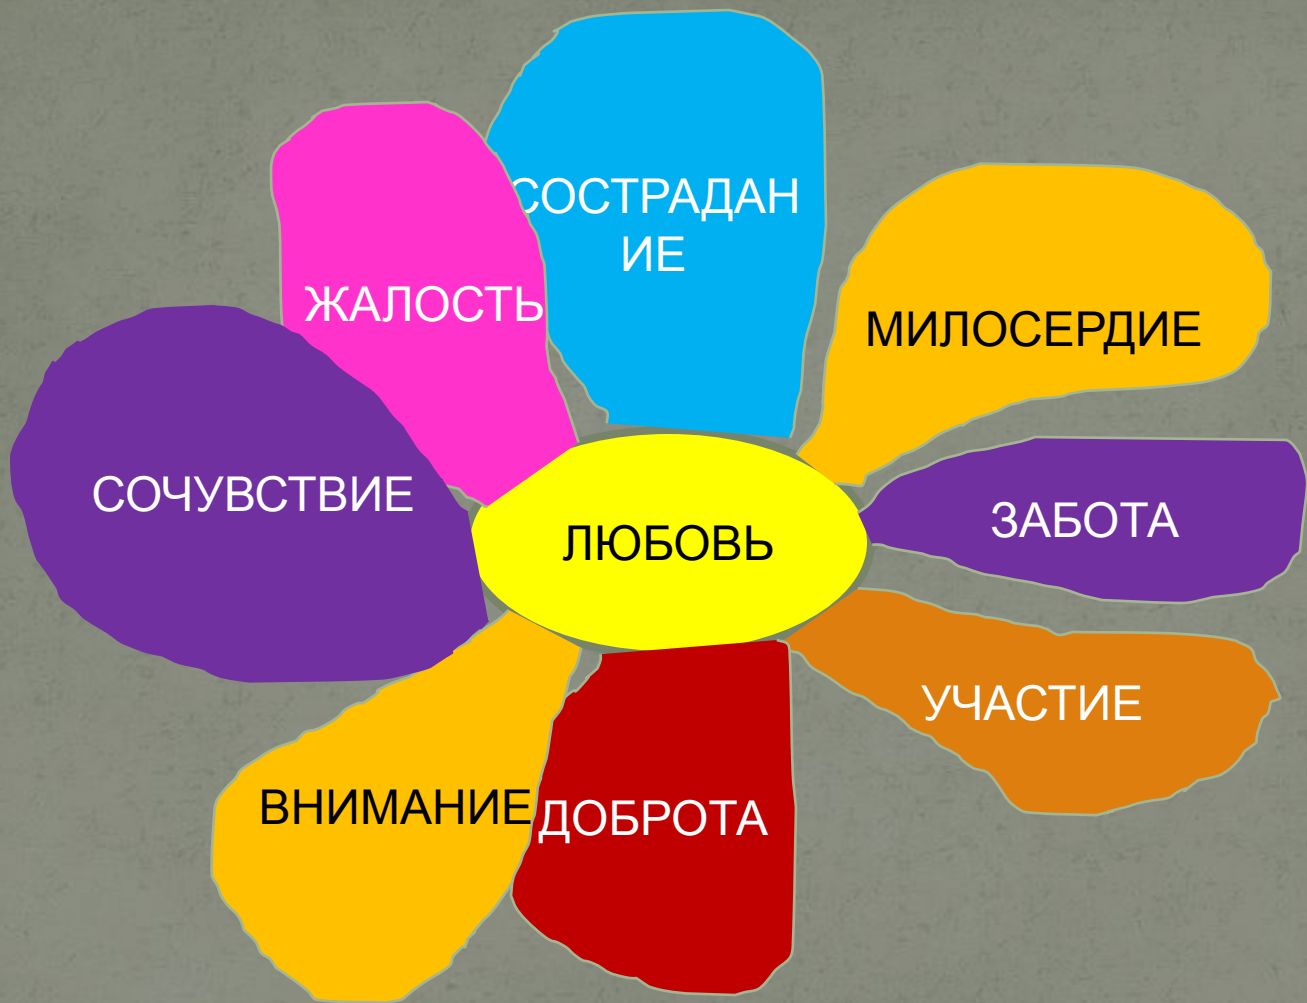 СОСТРАДАН
ИЕ
ЖАЛОСТЬ
МИЛОСЕРДИЕ
СОЧУВСТВИЕ
ЗАБОТА
ЛЮБОВЬ
УЧАСТИЕ
ВНИМАНИЕ
ДОБРОТА